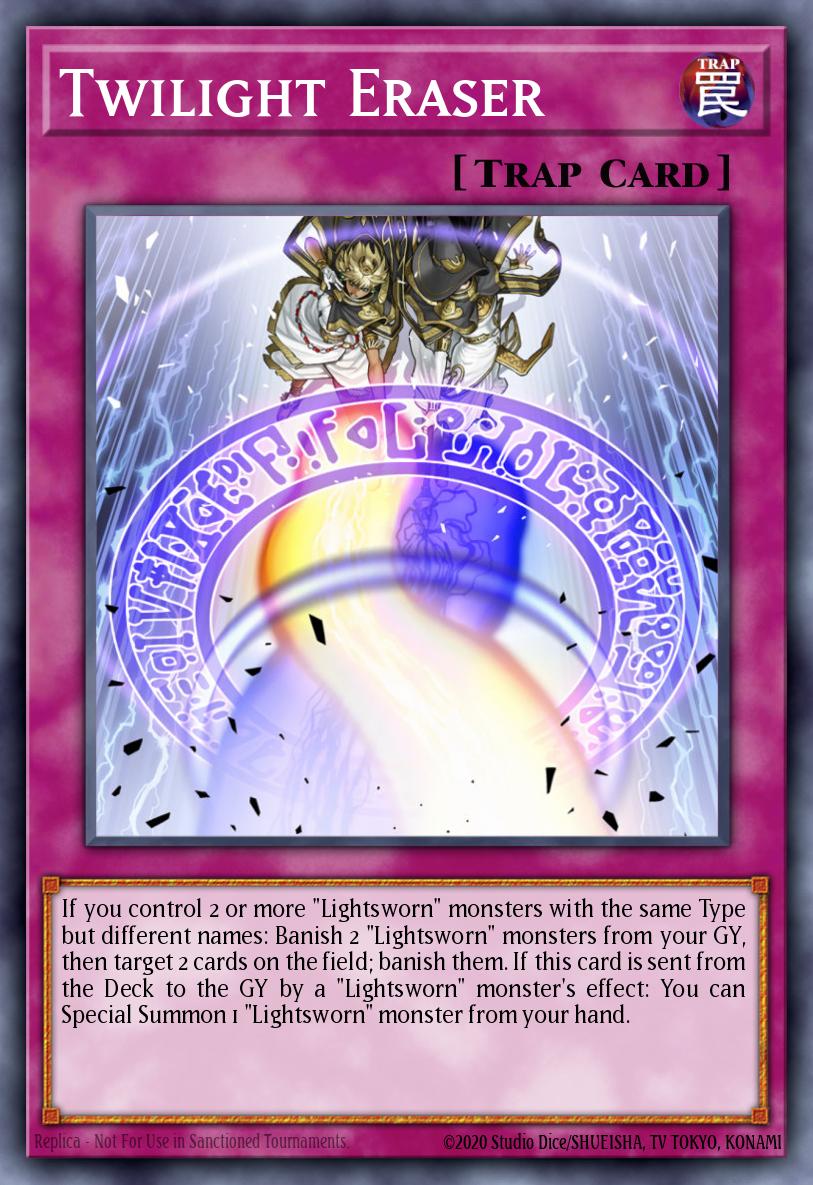 Twilight Eraser
TRAP
罠
[Trap Card]
If you control 2 or more "Lightsworn" monsters with the same Type
but different names: Banish 2 "Lightsworn" monsters from your GY,
then target 2 cards on the field; banish them. If this card is sent from
the Deck to the GY by a "Lightsworn" monster's effect: You can
Special Summon 1 "Lightsworn" monster from your hand.
Replica - Not For Use in Sanctioned Tournaments.
©2020 Studio Dice/SHUEISHA, TV TOKYO, KONAMI